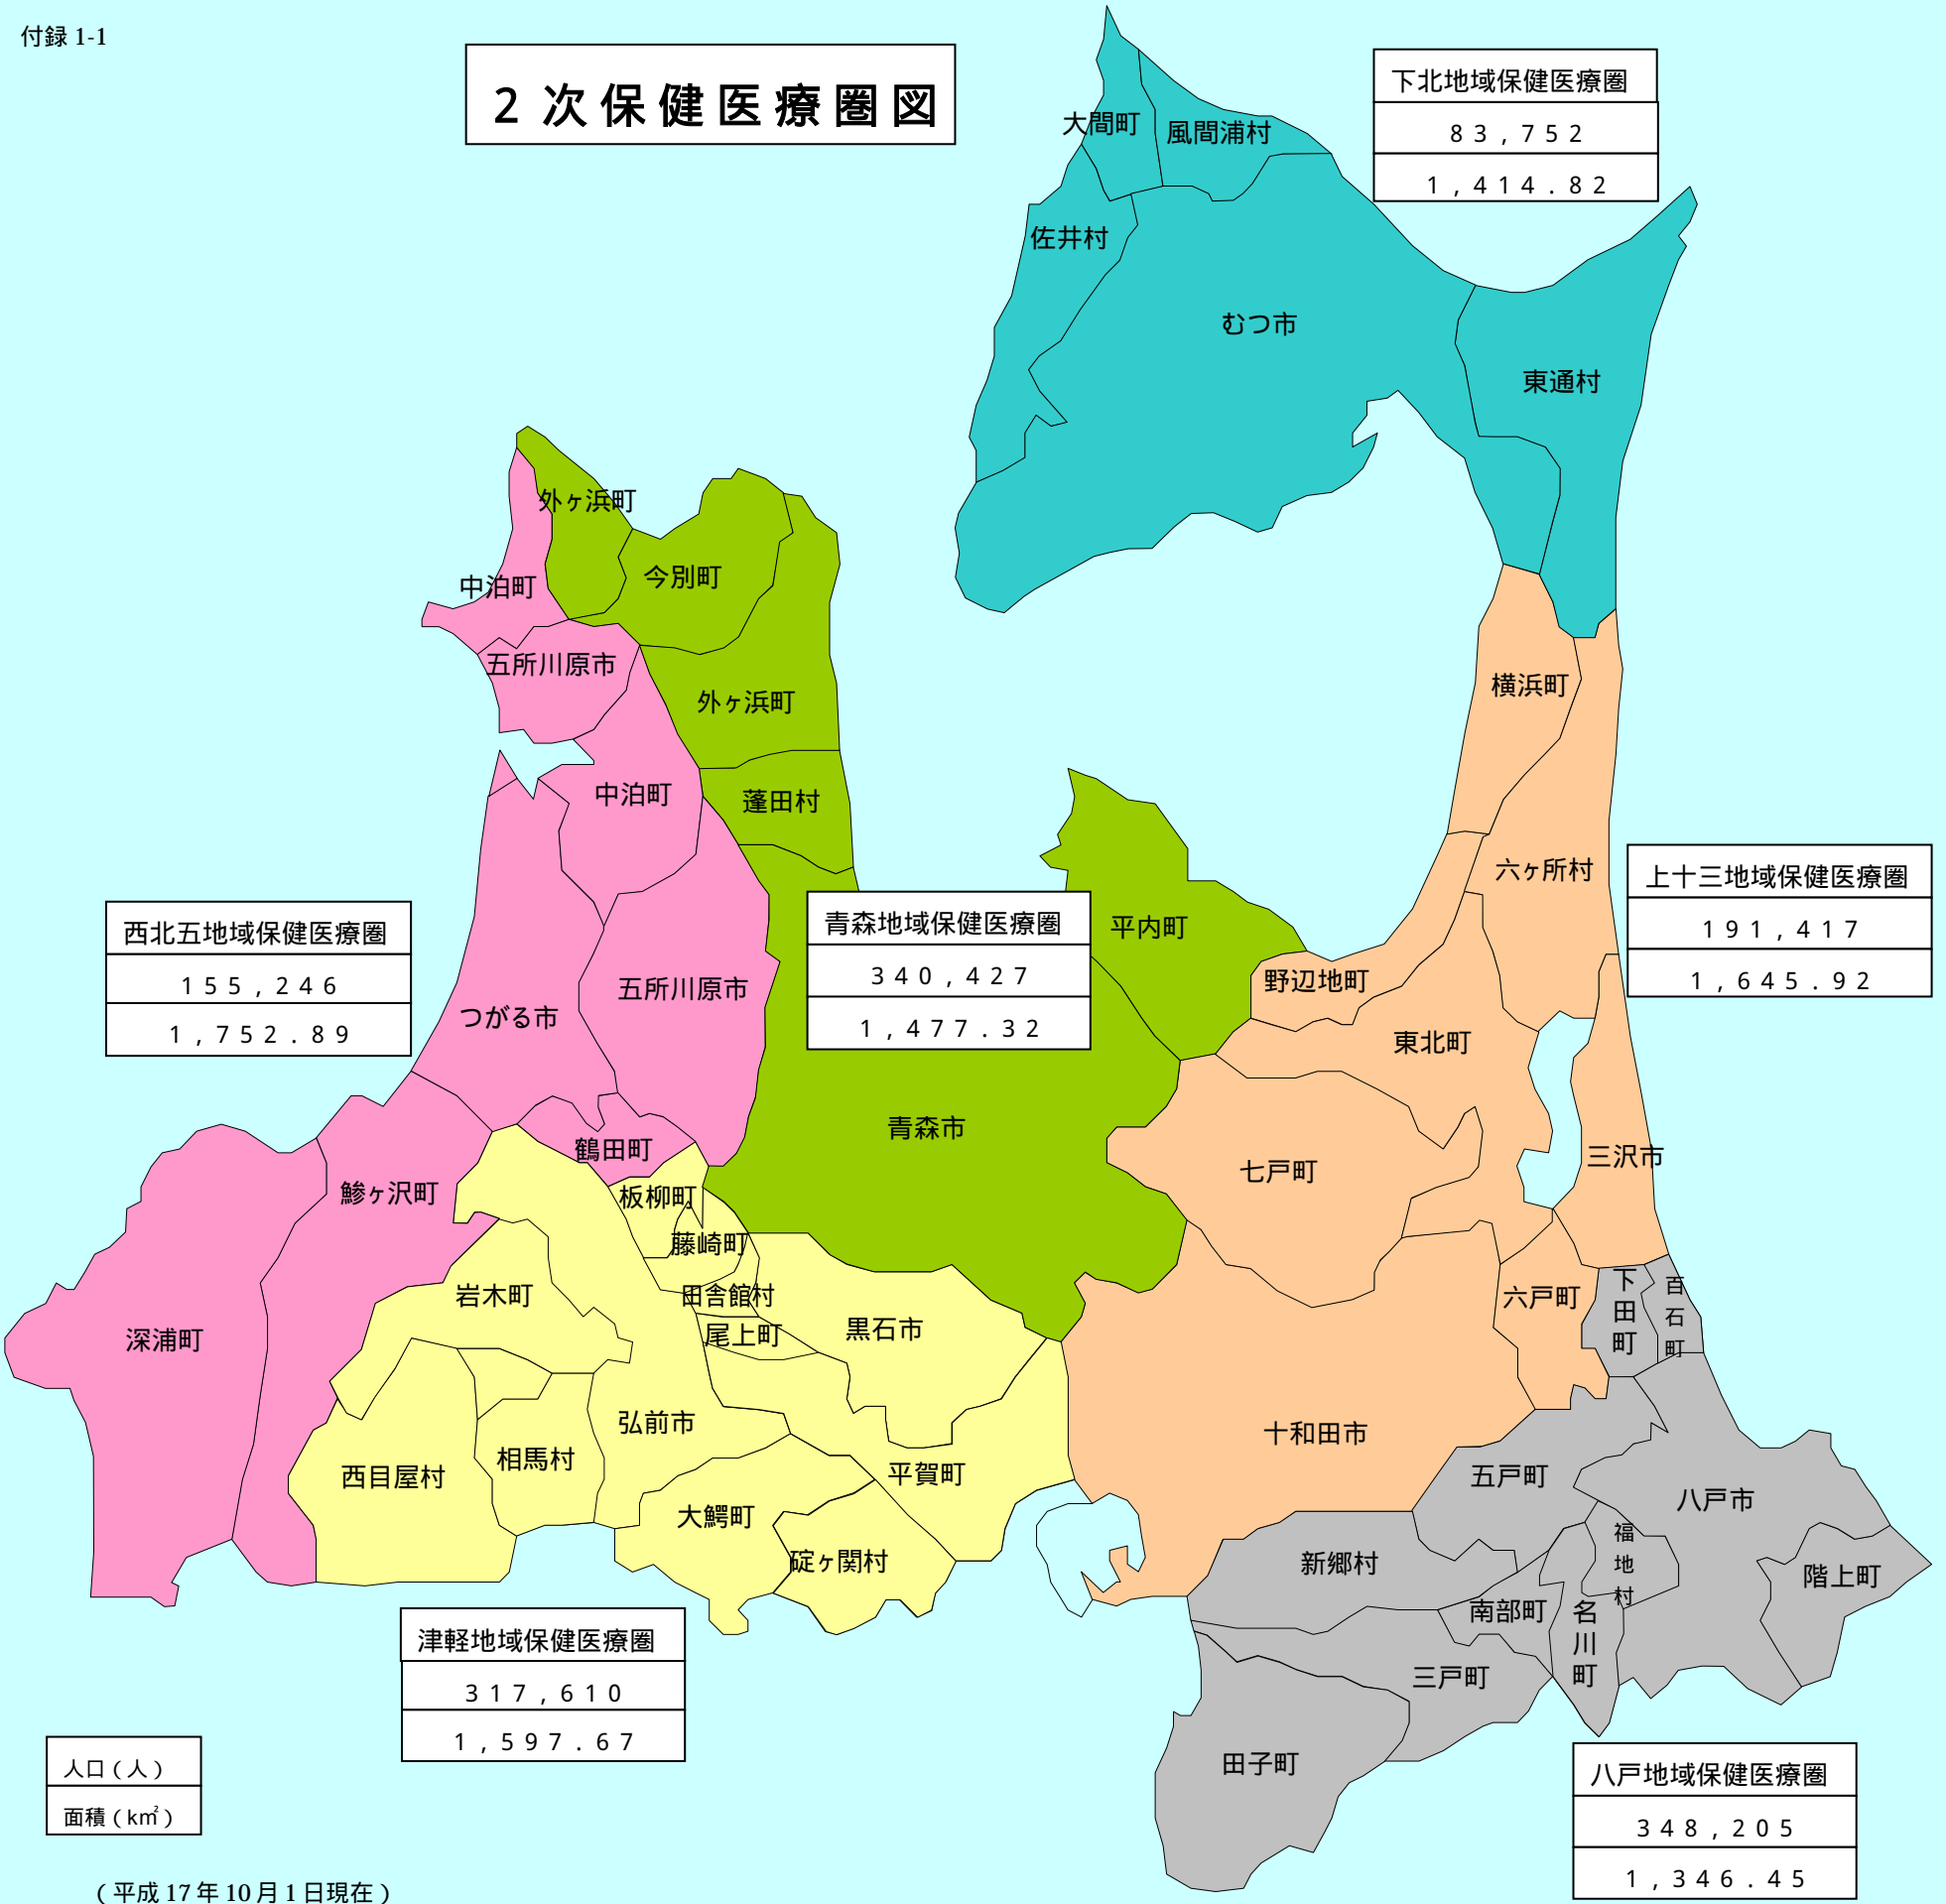 付録 1-1
2 次保健医療圏図
下北地域保健医療圏
83,752
1,414.82
大間町
風間浦村
佐井村
むつ市
東通村
外ヶ浜町
中泊町
今別町
五所川原市
外ヶ浜町
中泊町
蓬田村
横浜町
六ヶ所村
上十三地域保健医療圏
191,417
1,645.92
西北五地域保健医療圏
155,246
1,752.89
青森地域保健医療圏
340,427
1,477.32
平内町
野辺地町
つがる市
五所川原市
東北町
青森市
三沢市
七戸町
鶴田町
鰺ヶ沢町
板柳町
藤崎町
田舎館村
岩木町
尾上町
黒石市
深浦町
六戸町
下田町
百石町
弘前市
十和田市
相馬村
西目屋村
平賀町
五戸町
八戸市
大鰐町
碇ヶ関村
新郷村
福地村
階上町
南部町
名川町
三戸町
田子町
津軽地域保健医療圏
317,610
1,597.67
八戸地域保健医療圏
348,205
1,346.45
人口(人)
面積(k㎡)
(平成 17 年 10 月 1 日現在)